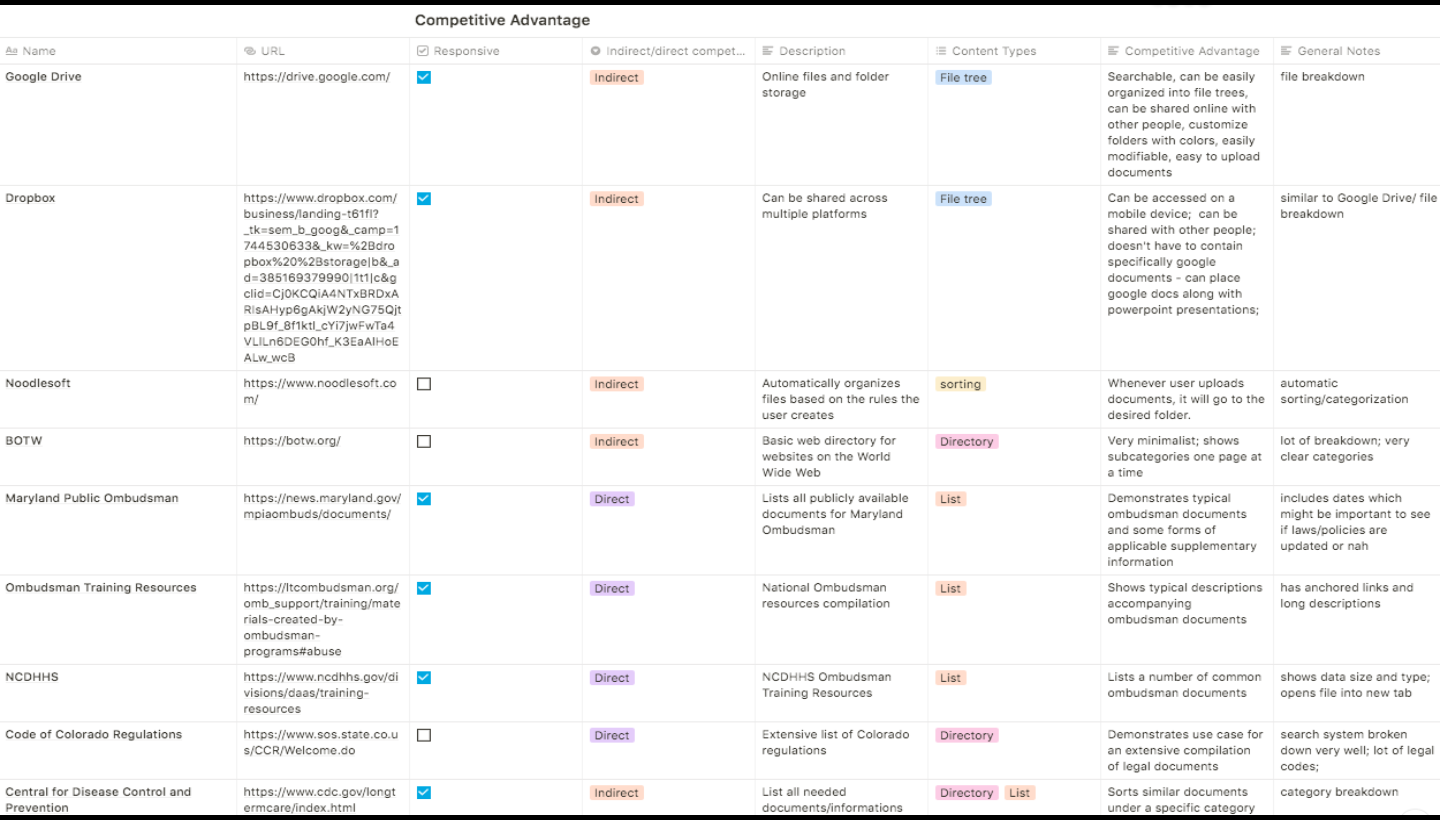 Competitive Advantage
Name
URL
Responsive
Indirect/direct compet...
Description
Content Types
Competitive Advantage
General Notes
Google Drive
https://drive.google.com/
Indirect
Online files and folder
storage
File tree
Searchable, can be easily
organized into file trees,
can be shared online with
other people, customize
folders with colors, easily
modifiable, easy to upload
documents
file breakdown
Dropbox
https://www.dropbox.com/
business/landing-t61fl?
_tk=sem_b_goog&_camp=1
744530633&_kw=%2Bdro
pbox%20%2Bstorage|b&_a
d=385169379990|1t1|c&g
clid=Cj0KCQiA4NTxBRDxA
RIsAHyp6gAkjW2yNG75Qjt
pBL9f_8f1ktI_cYi7jwFwTa4
VLILn6DEG0hf_K3EaAIHoE
ALw_wcB
Indirect
Can be shared across
multiple platforms
File tree
Can be accessed on a
mobile device;  can be
shared with other people;
doesn't have to contain
specifically google
documents - can place
google docs along with
powerpoint presentations;
similar to Google Drive/ file
breakdown
Noodlesoft
https://www.noodlesoft.co
m/
Indirect
Automatically organizes
files based on the rules the
user creates
sorting
Whenever user uploads
documents, it will go to the
desired folder.
automatic
sorting/categorization
BOTW
https://botw.org/
Indirect
Basic web directory for
websites on the World
Wide Web
Directory
Very minimalist; shows
subcategories one page at
a time
lot of breakdown; very
clear categories
Maryland Public Ombudsman
https://news.maryland.gov/
mpiaombuds/documents/
Direct
Lists all publicly available
documents for Maryland
Ombudsman
List
Demonstrates typical
ombudsman documents
and some forms of
applicable supplementary
information
includes dates which
might be important to see
if laws/policies are
updated or nah
Ombudsman Training Resources
https://ltcombudsman.org/
omb_support/training/mate
rials-created-by-
ombudsman-
programs#abuse
Direct
National Ombudsman
resources compilation
List
Shows typical descriptions
accompanying
ombudsman documents
has anchored links and
long descriptions
NCDHHS
https://www.ncdhhs.gov/di
visions/daas/training-
resources
Direct
NCDHHS Ombudsman
Training Resources
List
Lists a number of common
ombudsman documents
shows data size and type;
opens file into new tab
Code of Colorado Regulations
https://www.sos.state.co.u
s/CCR/Welcome.do
Direct
Extensive list of Colorado
regulations
Directory
Demonstrates use case for
an extensive compilation
of legal documents
search system broken
down very well; lot of legal
codes;
Central for Disease Control and
Prevention
https://www.cdc.gov/longt
ermcare/index.html
Indirect
List all needed
documents/informations
Directory List
Sorts similar documents
under a specific category
category breakdown